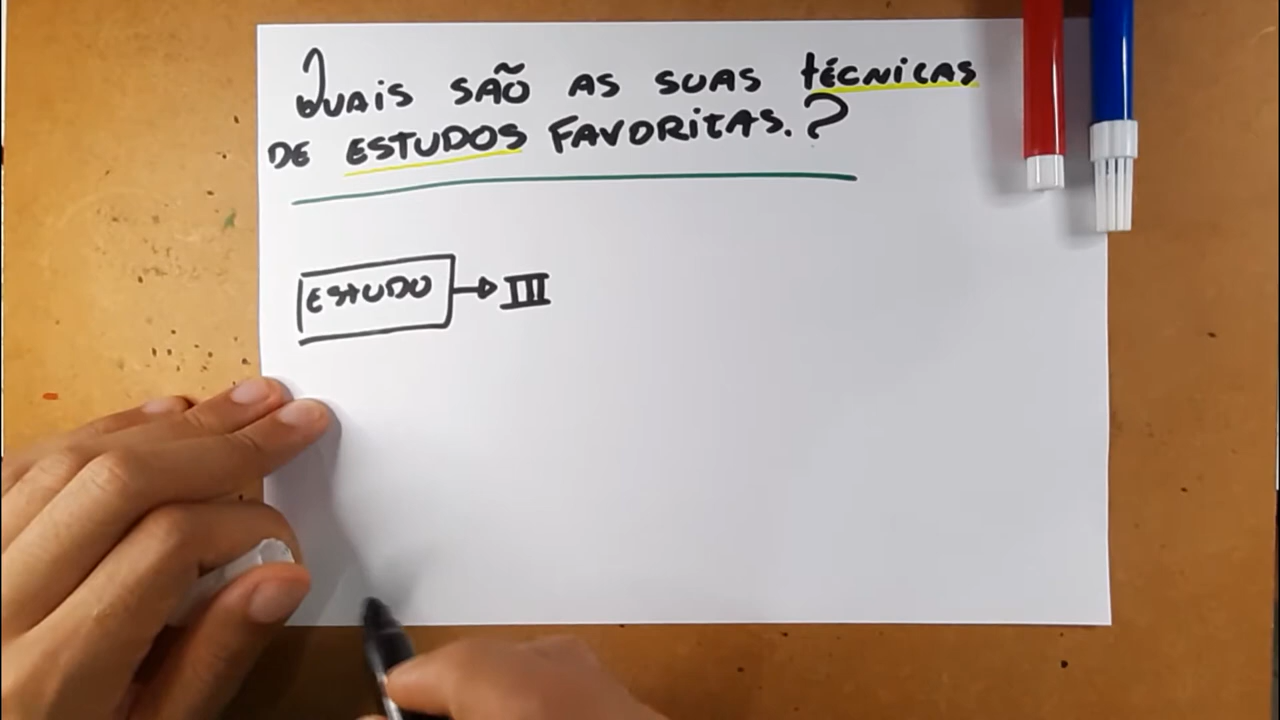 Quais SÃO AS SUAS tÉCNiCAS
DE ESTUDOS FAVORitAS.?
EStUDO → III